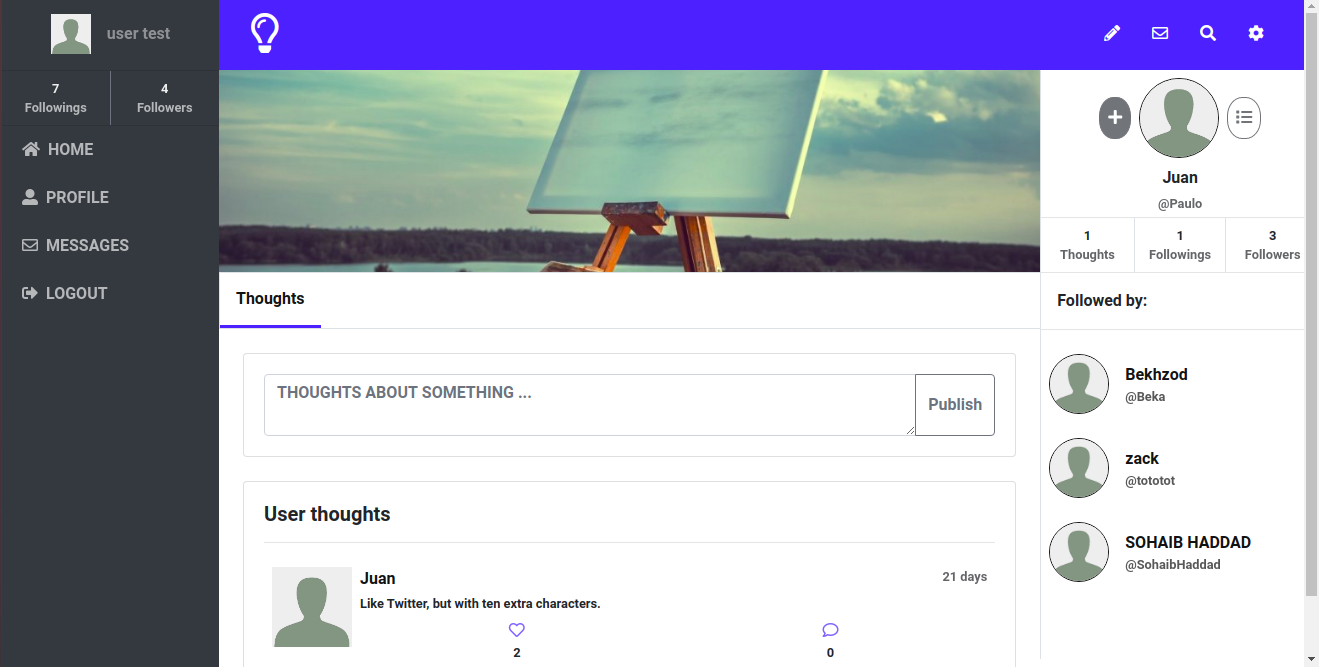 user test
7
Followings
4
Followers
HOME
PROFILE
MESSAGES
LOGOUT
Thoughts
THOUGHTS ABOUT SOMETHING ...
Publish
User thoughts
Juan
21 days
Like Twitter, but with ten extra characters.
2
0
Juan
@Paulo
1
Thoughts
1
Followings
3
Followers
Followed by:
Bekhzod
@Beka
zack
@tototot
SOHAIB HADDAD
@SohaibHaddad